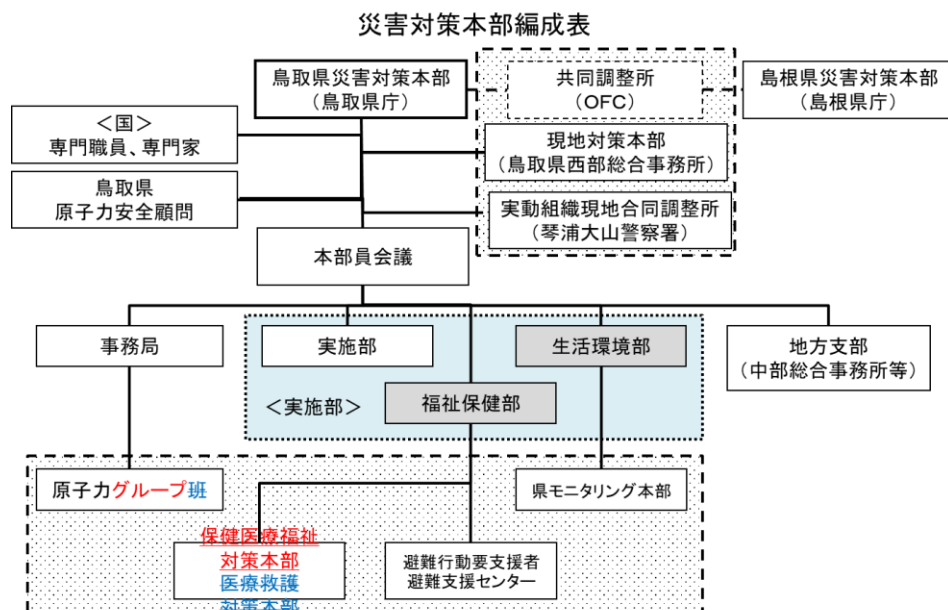 災害対策本部編成表
鳥取県災害対策本部
（鳥取県庁）
共同調整所
（OFC）
島根県災害対策本部
（島根県庁）
＜国＞
専門職員、専門家
現地対策本部
（鳥取県西部総合事務所）
鳥取県
原子力安全顧問
実動組織現地合同調整所
（琴浦大山警察署）
本部員会議
事務局
実施部
生活環境部
地方支部
（中部総合事務所等）
＜実施部＞
福祉保健部
原子力グループ班
県モニタリング本部
保健医療福祉
対策本部
医療救護
対策本部
避難行動要支援者
避難支援センター